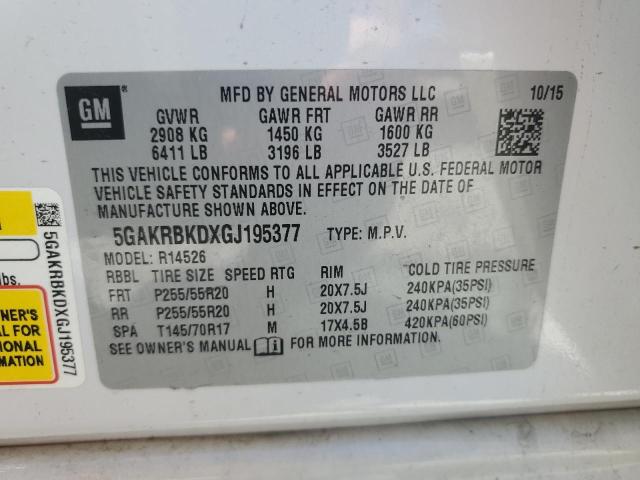 GM
MFD BY GENERAL MOTORS LLC 10/15
GVWR GAWR FRT GAWR RR
2908 KG 1450 KG 1600 KG
6411 LB 3196 LB 3527 LB
THIS VEHICLE CONFORMS TO ALL APPLICABLE U.S. FEDERAL MOTOR
VEHICLE SAFETY STANDARDS IN EFFECT ON THE DATE OF
MANUFACTURE SHOWN ABOVE.
5GAKRBKDXGJ195377 TYPE: M.P.V.
MODEL: R14526
RBBL TIRE SIZE SPEED RTG RIM COLD TIRE PRESSURE
FRT P255/55R20 H 20X7.5J 240KPA(35PSI)
RR P255/55R20 H 20X7.5J 240KPA(35PSI)
SPA T145/70R17 M 17X4.5B 420KPA(60PSI)
SEE OWNER'S MANUAL FOR MORE INFORMATION.
5GAKRBKDXGJ195377
lbs.
OWNER'S
FOR